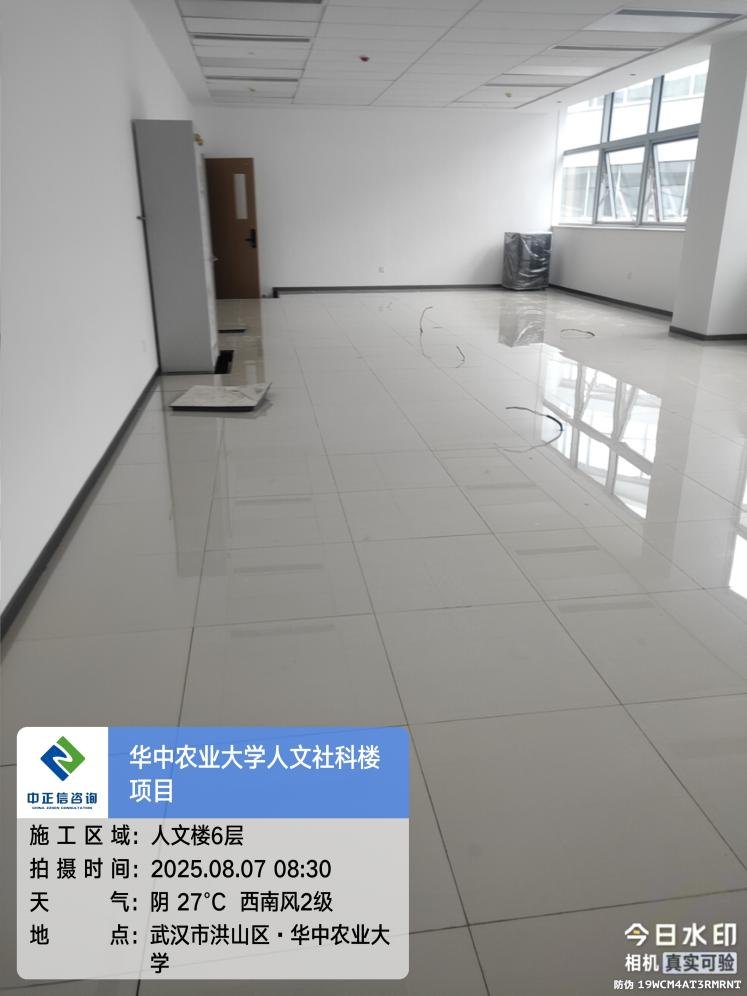 华中农业大学人文社科楼
项目
中正信咨询
CHINA ZENXIN CONSULTATION
施工区域：人文楼6层
拍摄时间：2025.08.07 08:30
天气：阴 27°C 西南风2级
地点：武汉市洪山区·华中农业大
学
今日水印
相机 真实可验
防伪 19WCM4AT3RMRNT